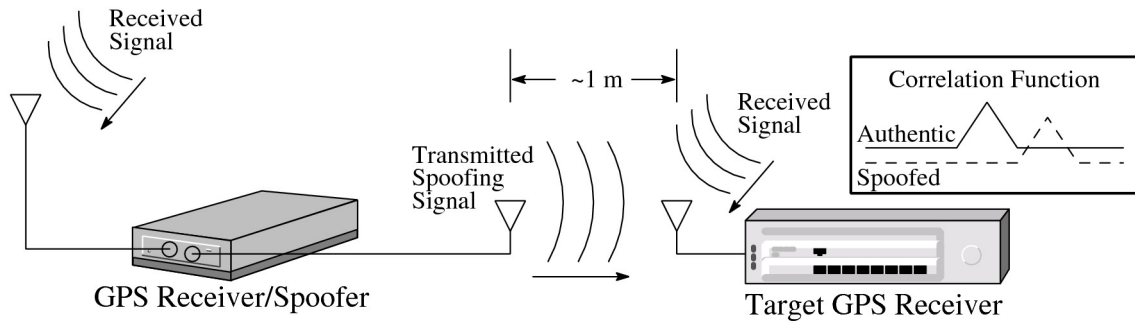 Received
Signal
~1 m
Received
Signal
Correlation Function
Authentic
Spoofed
Transmitted
Spoofing
Signal
GPS Receiver/Spoofer
Target GPS Receiver